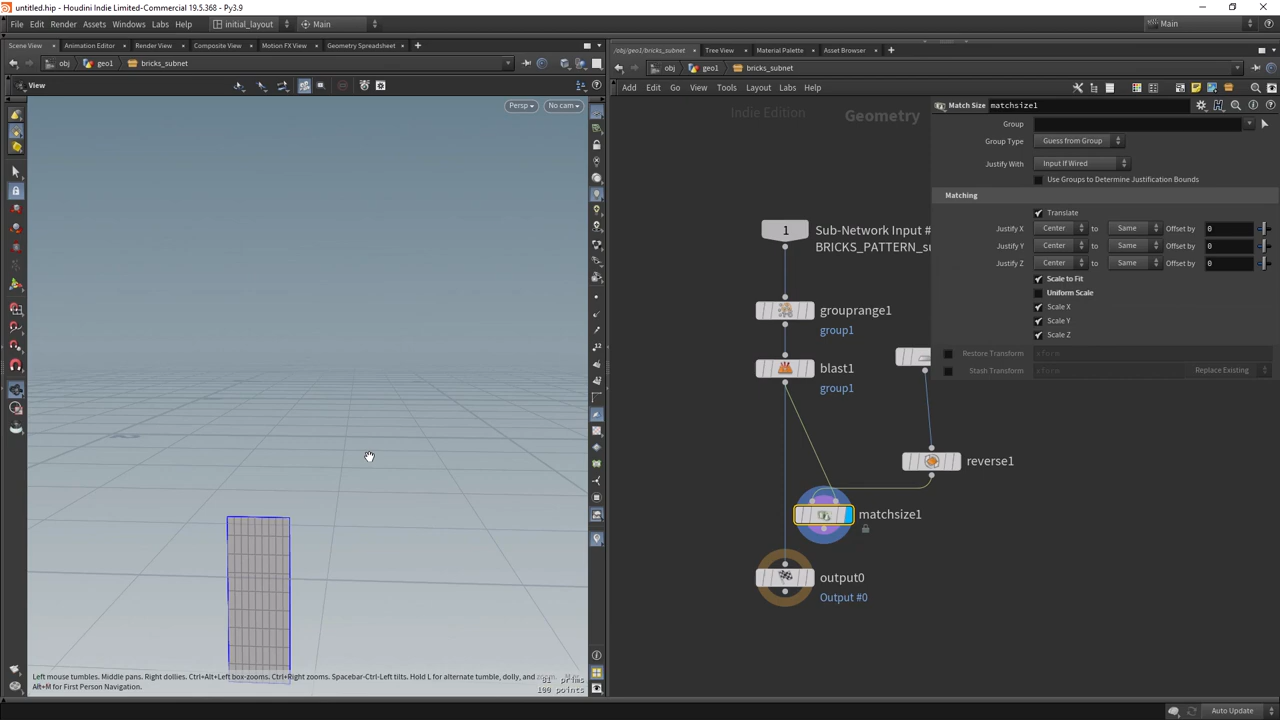 untitled.hip - Houdini Indie Limited-Commercial 19.5.368 - Py3.9
File Edit Render Assets Windows Labs Help
initial_layout
Main
Main
Scene View Animation Editor Render View Composite View Motion FX View Geometry Spreadsheet
/obj/geo1/bricks_subnet Tree View Material Palette Asset Browser
obj geo1 bricks_subnet
obj geo1 bricks_subnet
View
Add Edit Go View Tools Layout Labs Help
Persp No cam
Indie Edition
Geometry
Match Size matchsize1
Group
Group Type Guess from Group
Justify With Input If Wired
Use Groups to Determine Justification Bounds
Matching
Translate
Justify X Center to Same Offset by 0
Justify Y Center to Same Offset by 0
Justify Z Center to Same Offset by 0
Scale to Fit
Uniform Scale
Scale X
Scale Y
Scale Z
Restore Transform xform
Stash Transform xform Replace Existing
1
Sub-Network Input #
BRICKS_PATTERN_su
grouprange1
group1
blast1
group1
reverse1
matchsize1
output0
Output #0
Left mouse tumbles. Middle pans. Right dollies. Ctrl+Alt+Left box-zooms. Ctrl+Right zooms. Spacebar-Ctrl-Left tilts. Hold L for alternate tumble, dolly, and
Alt+M for First Person Navigation.
81 prims
100 points
Auto Update